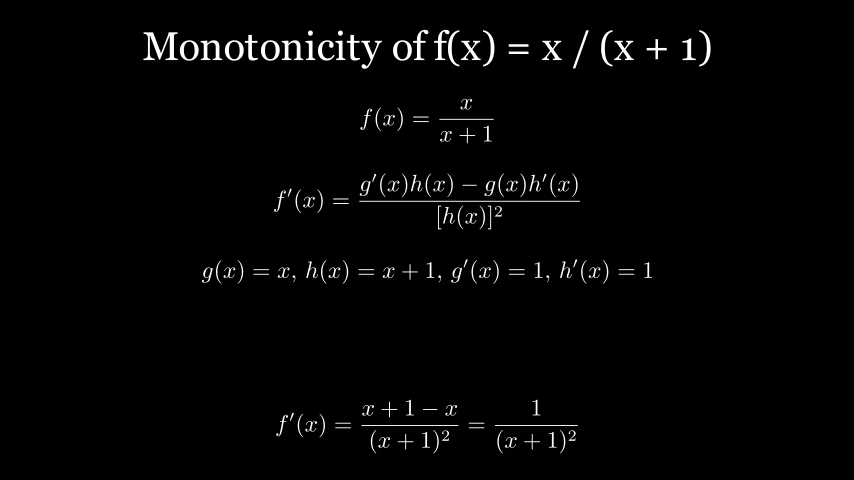 Monotonicity of f(x) = x / (x + 1)
f(x) = \frac{x}{x+1}
f'(x) = \frac{g'(x)h(x) - g(x)h'(x)}{[h(x)]^2}
g(x) = x, h(x) = x + 1, g'(x) = 1, h'(x) = 1
f'(x) = \frac{x+1-x}{(x+1)^2} = \frac{1}{(x+1)^2}